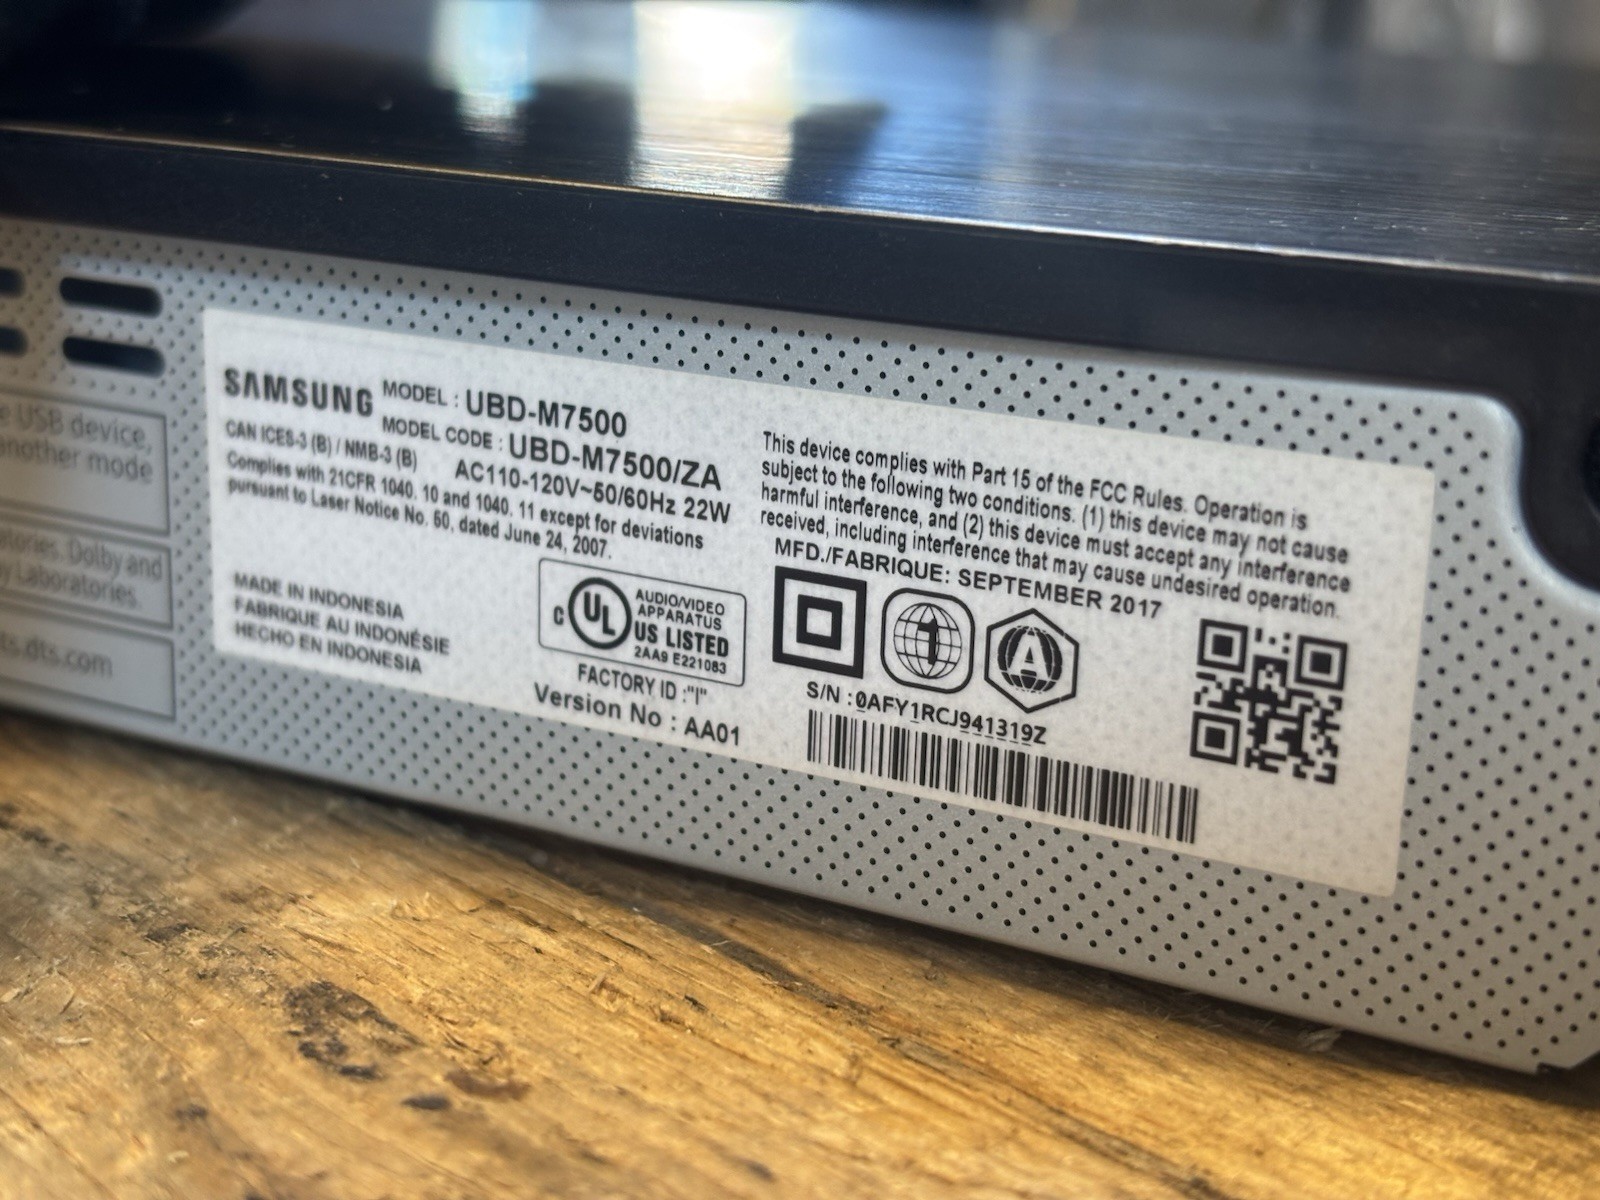 SAMSUNG
MODEL : UBD-M7500
MODEL CODE : UBD-M7500/ZA
CAN ICES-3 (B) / NMB-3 (B)
AC110-120V~50/60Hz 22W
Complies with 21CFR 1040. 10 and 1040. 11 except for deviations
pursuant to Laser Notice No. 50, dated June 24, 2007.
MADE IN INDONESIA
FABRIQUE AU INDONÉSIE
HECHO EN INDONESIA
C UL
AUDIO/VIDEO
APPARATUS
US LISTED
2AA9 E221083
FACTORY ID :"I"
Version No : AA01
This device complies with Part 15 of the FCC Rules. Operation is
subject to the following two conditions. (1) this device may not cause
harmful interference, and (2) this device must accept any interference
received, including interference that may cause undesired operation.
MFD./FABRIQUE: SEPTEMBER 2017
1
A
S/N :0AFY1RCJ941319Z
USB device,
another mode
Dolby and
Laboratories.
.dts.com